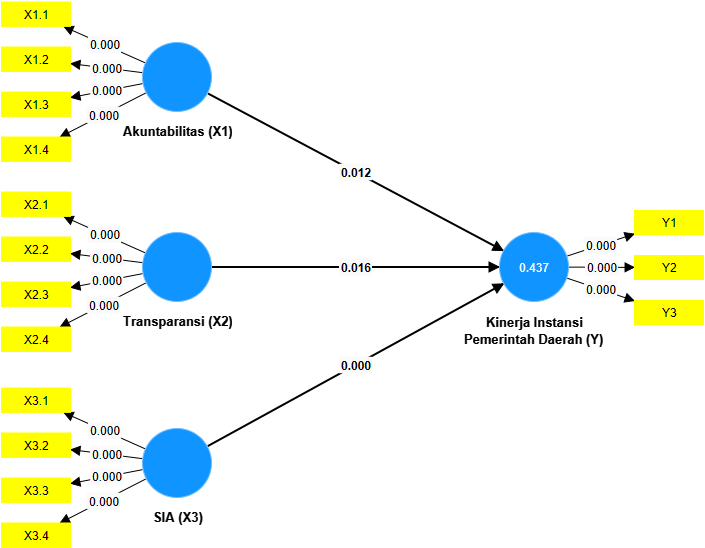 X1.1
0.000
X1.2
0.000
X1.3
0.000
X1.4
0.000
Akuntabilitas (X1)
0.012
X2.1
0.000
X2.2
0.000
X2.3
0.000
X2.4
0.000
Transparansi (X2)
0.016
X3.1
0.000
X3.2
0.000
X3.3
0.000
X3.4
0.000
SIA (X3)
0.000
0.437
Kinerja Instansi
Pemerintah Daerah (Y)
0.000
Y1
0.000
Y2
0.000
Y3